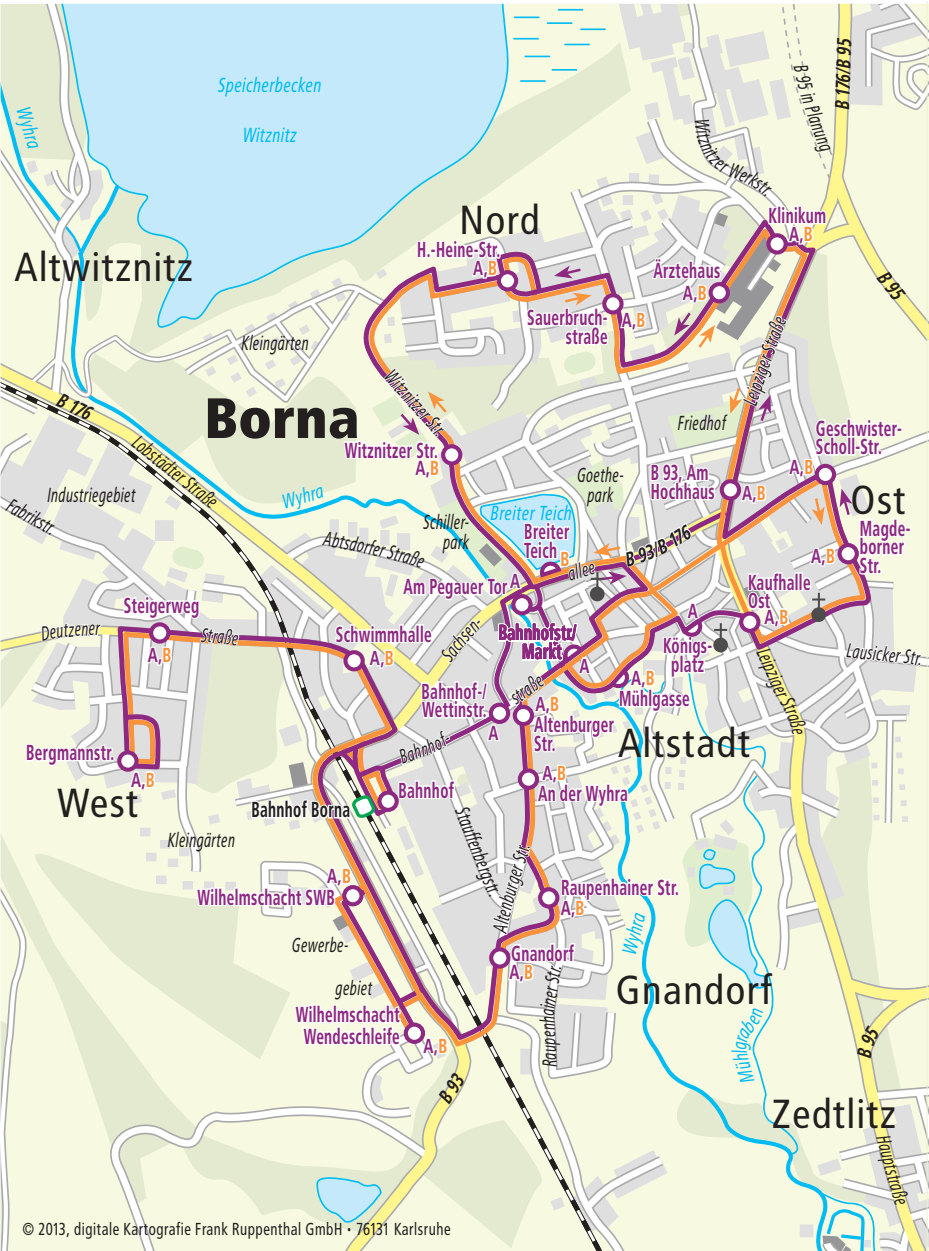 Speicherbecken
Witznitz
Wyhra
B 176/B 95
B 95 in Planung
Witznitzer Werkstr.
Nord
Klinikum
A,B
H.-Heine-Str.
A,B
Altwitznitz
Ärztehaus
A,B
B 95
Sauerbruch-
straße
A,B
Kleingärten
Leipziger Straße
Witznitzer Str.
B 176
Borna
Friedhof
Geschwister-
Scholl-Str.
A,B
Witznitzer Str.
A,B
Lobstädter Straße
Goethe-
park
B 93, Am
Hochhaus
A,B
Industriegebiet
Wyhra
Ost
Fabrikstr.
Schiller-
park
Breiter Teich
Breiter
Teich
B
Magde-
borner
Str.
A,B
Abtsdorfer Straße
B 93/B 176
allee
Am Pegauer Tor
A
Kaufhalle
Ost
A,B
Steigerweg
A,B
Deutzener
Straße
Schwimmhalle
A,B
Sachsen-
Bahnhofstr/
Markt
A
A
Königs-
platz
Lausicker Str.
Leipziger Straße
A,B
Mühlgasse
Bahnhof-/
Wettinstr.
A
straße
A,B
Altenburger
Str.
Altstadt
Bergmannstr.
A,B
Bahnhof-
West
Bahnhof Borna
Bahnhof
A,B
An der Wyhra
Kleingärten
Stauffenbergstr.
Altenburger Str.
A,B
Wilhelmschacht SWB
Raupenhainer Str.
A,B
Gewerbe-
gebiet
Wyhra
Gnandorf
A,B
Gnandorf
Wilhelmschacht
Wendeschleife
A,B
Raupenhainer Str.
Mühlgraben
B 95
B 93
Zedtlitz
Hauptstraße
© 2013, digitale Kartografie Frank Ruppenthal GmbH • 76131 Karlsruhe